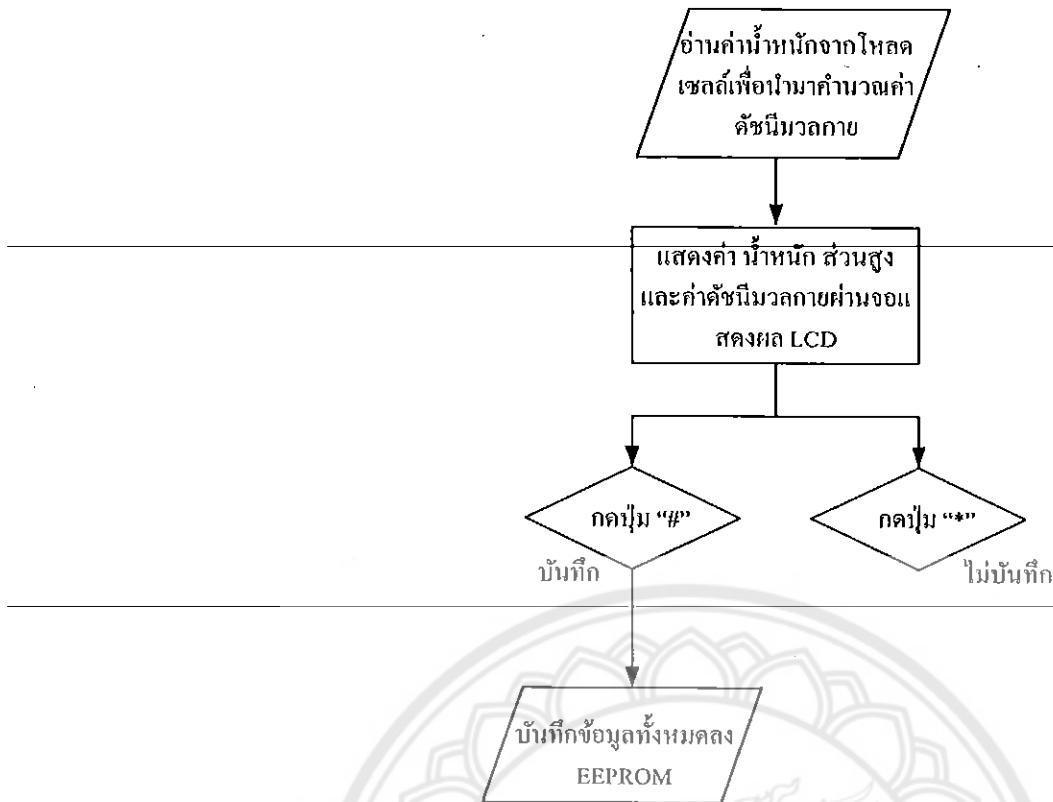 อ่านค่าน้ำหนักจากโหลด
เซลล์เพื่อนำมาคำนวณค่า
ดัชนีมวลกาย
แสดงค่า น้ำหนัก ส่วนสูง
และค่าดัชนีมวลกายผ่านจอแ
สดงผล LCD
กดปุ่ม “#”
กดปุ่ม “*”
บันทึก
ไม่บันทึก
บันทึกข้อมูลทั้งหมดลง
EEPROM